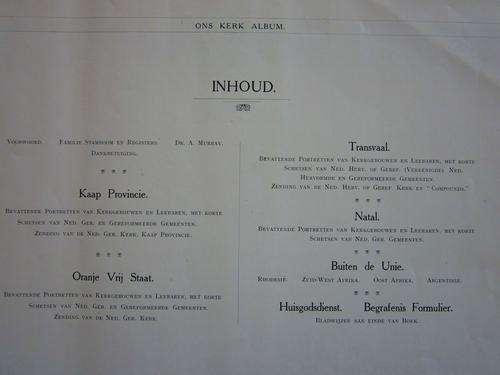 ONS KERK ALBUM.
INHOUD.
Voorwoord. Familie Stamboom en Registers. Dr. A. Murray.
Dankbetuiging.
Kaap Provincie.
Bevattende Portretten van Kerkgebouwen en Leeraren, met korte
Schetsen van Ned. Ger. en Gereformeerde Gemeenten.
Zending van de Ned. Ger. Kerk, Kaap Provincie.
Oranje Vrij Staat.
Bevattende Portretten van Kerkgebouwen en Leeraren, met korte
Schetsen van Ned. Ger. en Gereformeerde Gemeenten.
Zending van de Ned. Ger. Kerk.
Transvaal.
Bevattende Portretten van Kerkgebouwen en Leeraren, met korte
Schetsen van Ned. Herv. of Geref. (Vereenigde) Ned.
Hervormde en Gereformeerde Gemeenten.
Zending van de Ned. Herv. of Geref. Kerk en "Compounds."
Natal.
Bevattende Portretten van Kerkgebouwen en Leeraren, met korte
Schetsen van Ned. Ger. Gemeenten.
Buiten de Unie.
Rhodesie. Zuid-West Afrika. Oost Afrika. Argentinie.
Huisgodsdienst. Begrafenis Formulier.
Bladwijzer aan einde van Boek.